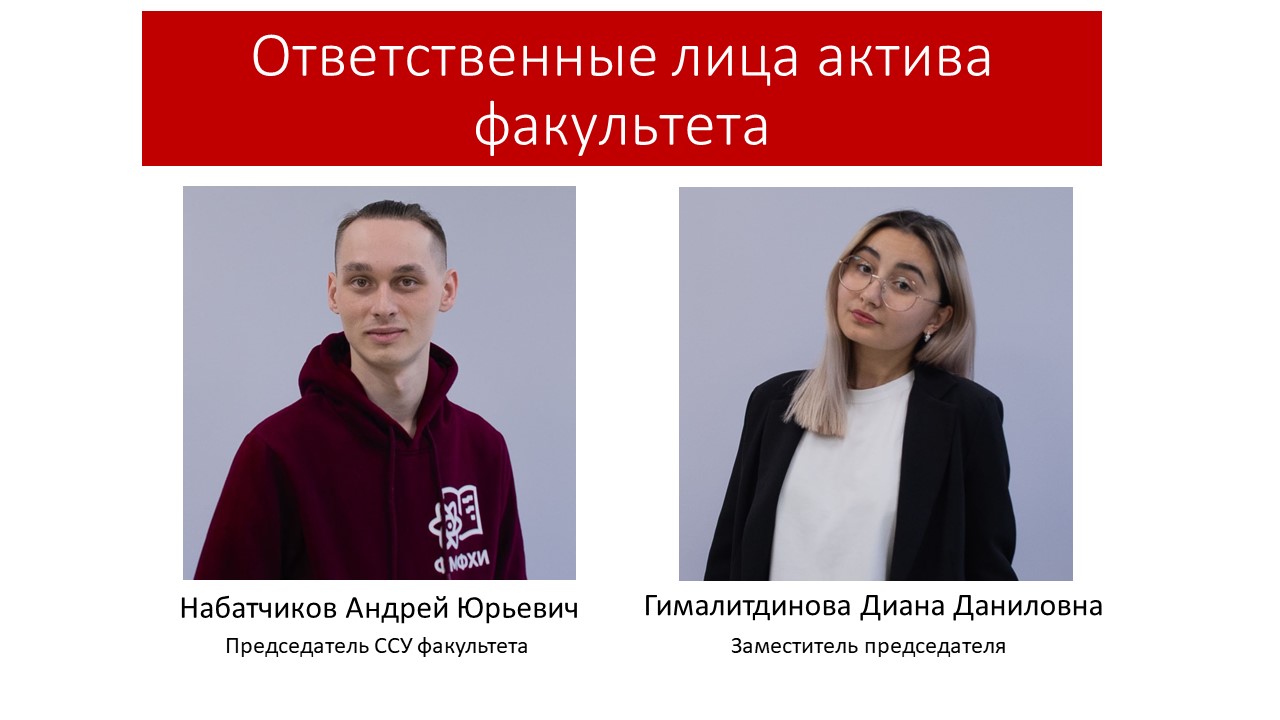 Ответственные лица актива
факультета
Набатчиков Андрей Юрьевич
Гималитдинова Диана Даниловна
Председатель ССУ факультета
Заместитель председателя